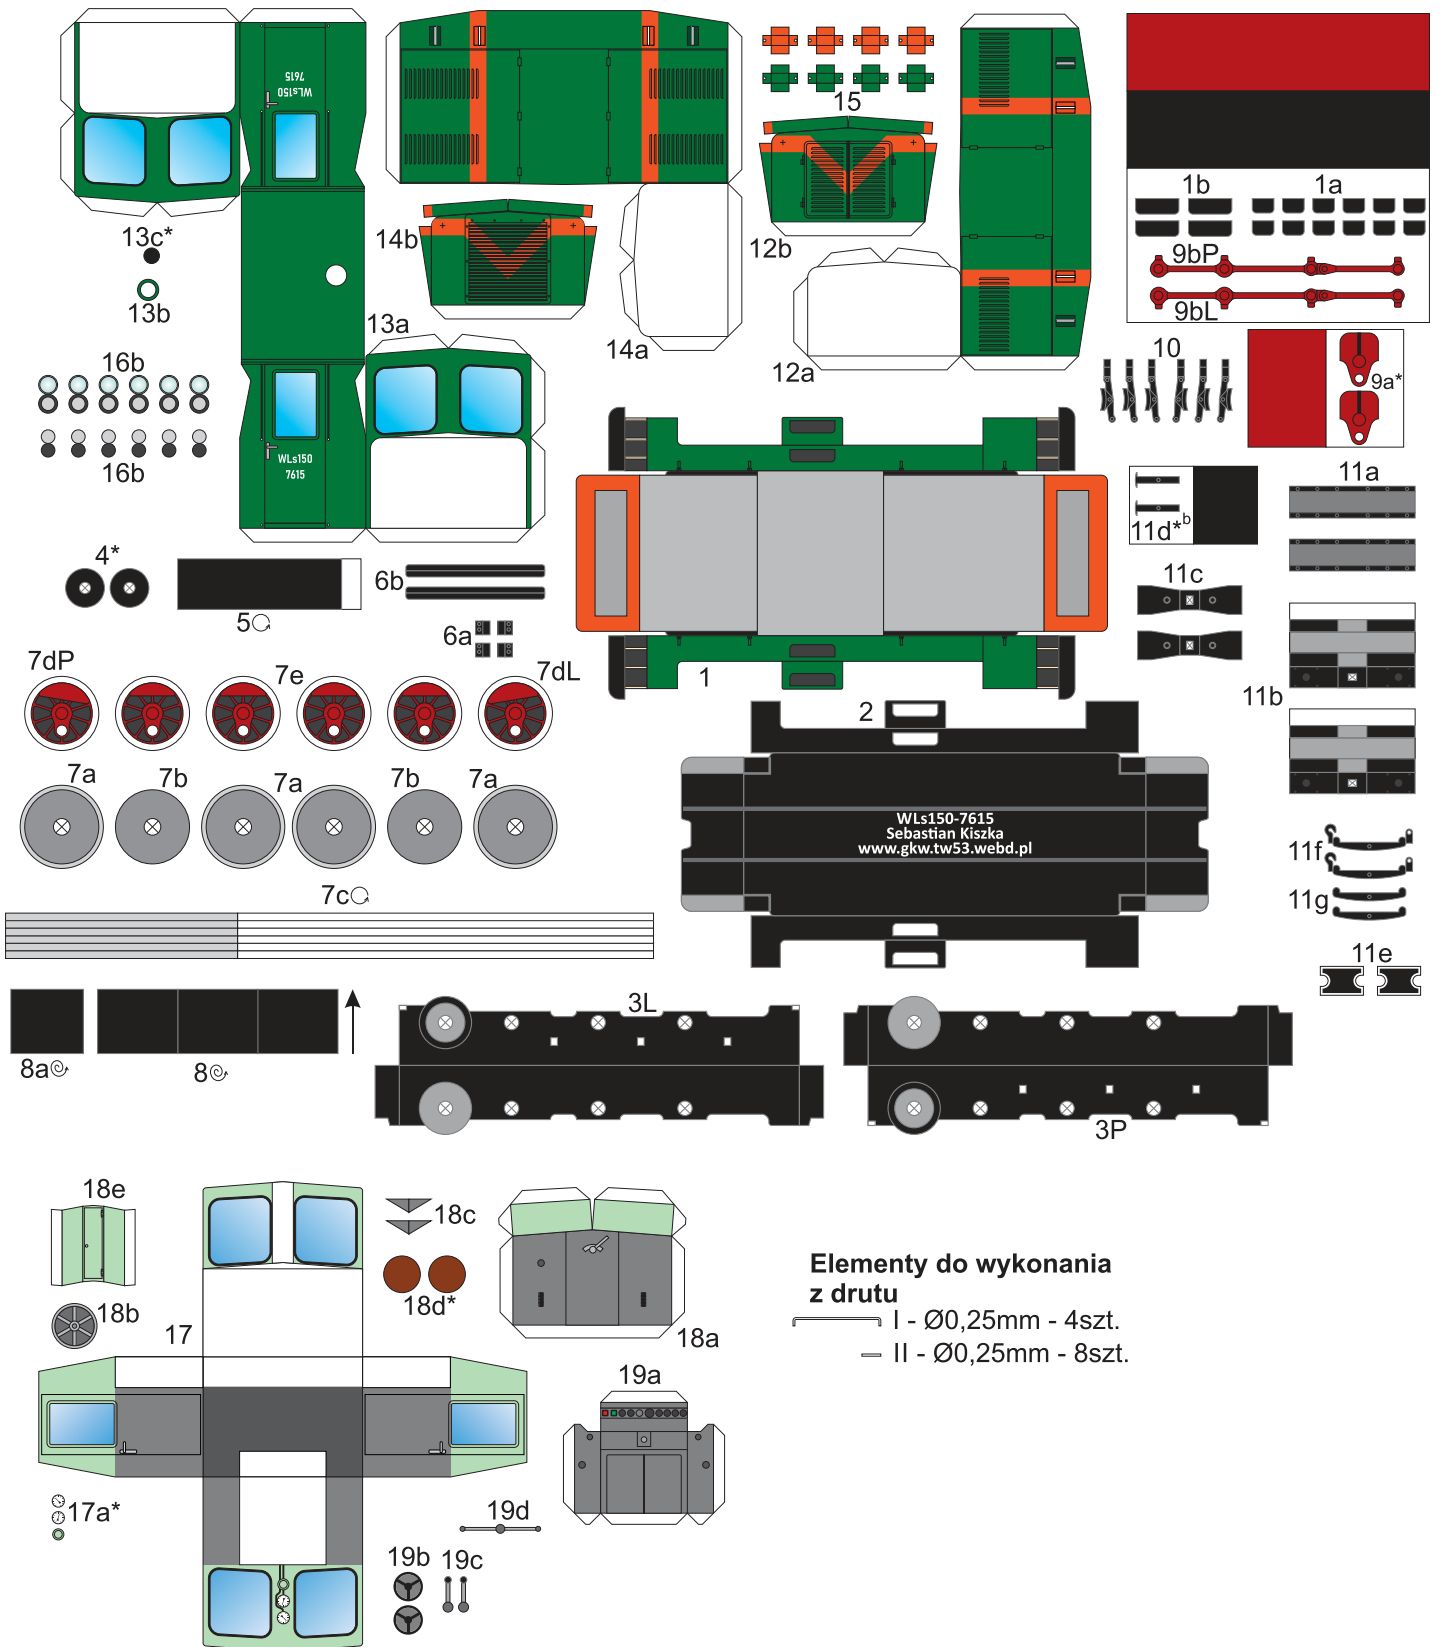 WLs150
7615
15
1b
1a
13c*
14b
12b
9bP
13b
9bL
13a
14a
10
16b
12a
9a*
WLs150
7615
16b
11a
11d*b
4*
6b
11c
5
6a
7dP
7e
7dL
1
11b
2
7a
7b
7a
7b
7a
WLs150-7615
Sebastian Kiszka
www.gkw.tw53.webd.pl
11f
7c
11g
11e
3L
8a
8
3P
18e
18c
18b
18d*
17
18a
Elementy do wykonania
z drutu
I - Ø0,25mm - 4szt.
II - Ø0,25mm - 8szt.
19a
17a*
19d
19b
19c